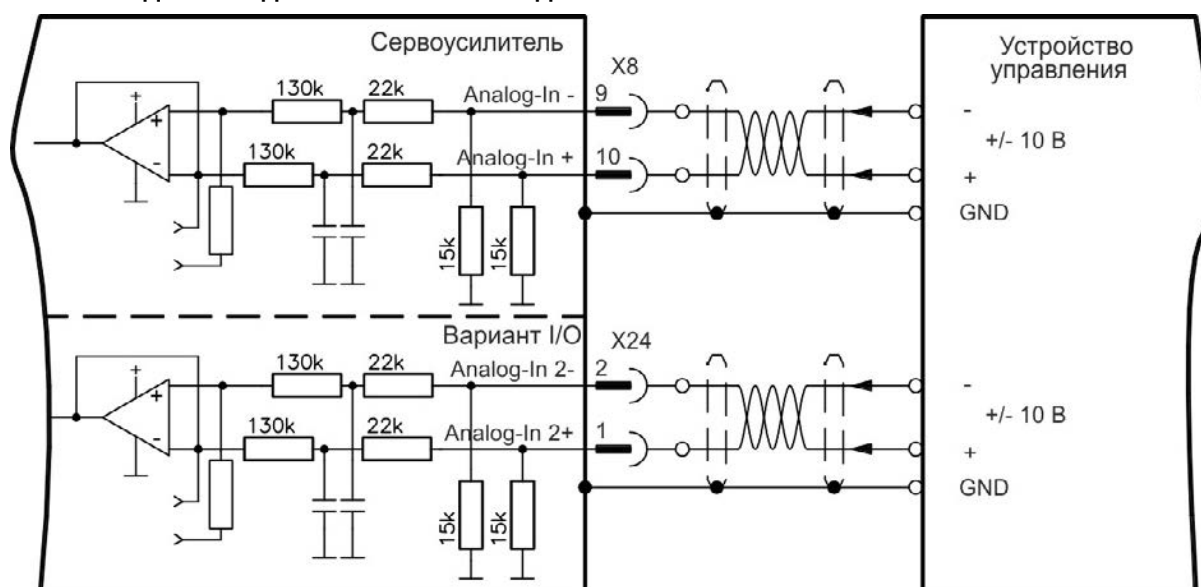 Сервоусилитель
Устройство
управления
X8
130k
22k
Analog-In -
9
-
+/- 10 В
130k
22k
Analog-In +
10
+
GND
+
-
+
15k
15k
Вариант I/O
X24
130k
22k
Analog-In 2-
2
-
+/- 10 В
130k
22k
Analog-In 2+
1
+
GND
+
-
+
15k
15k